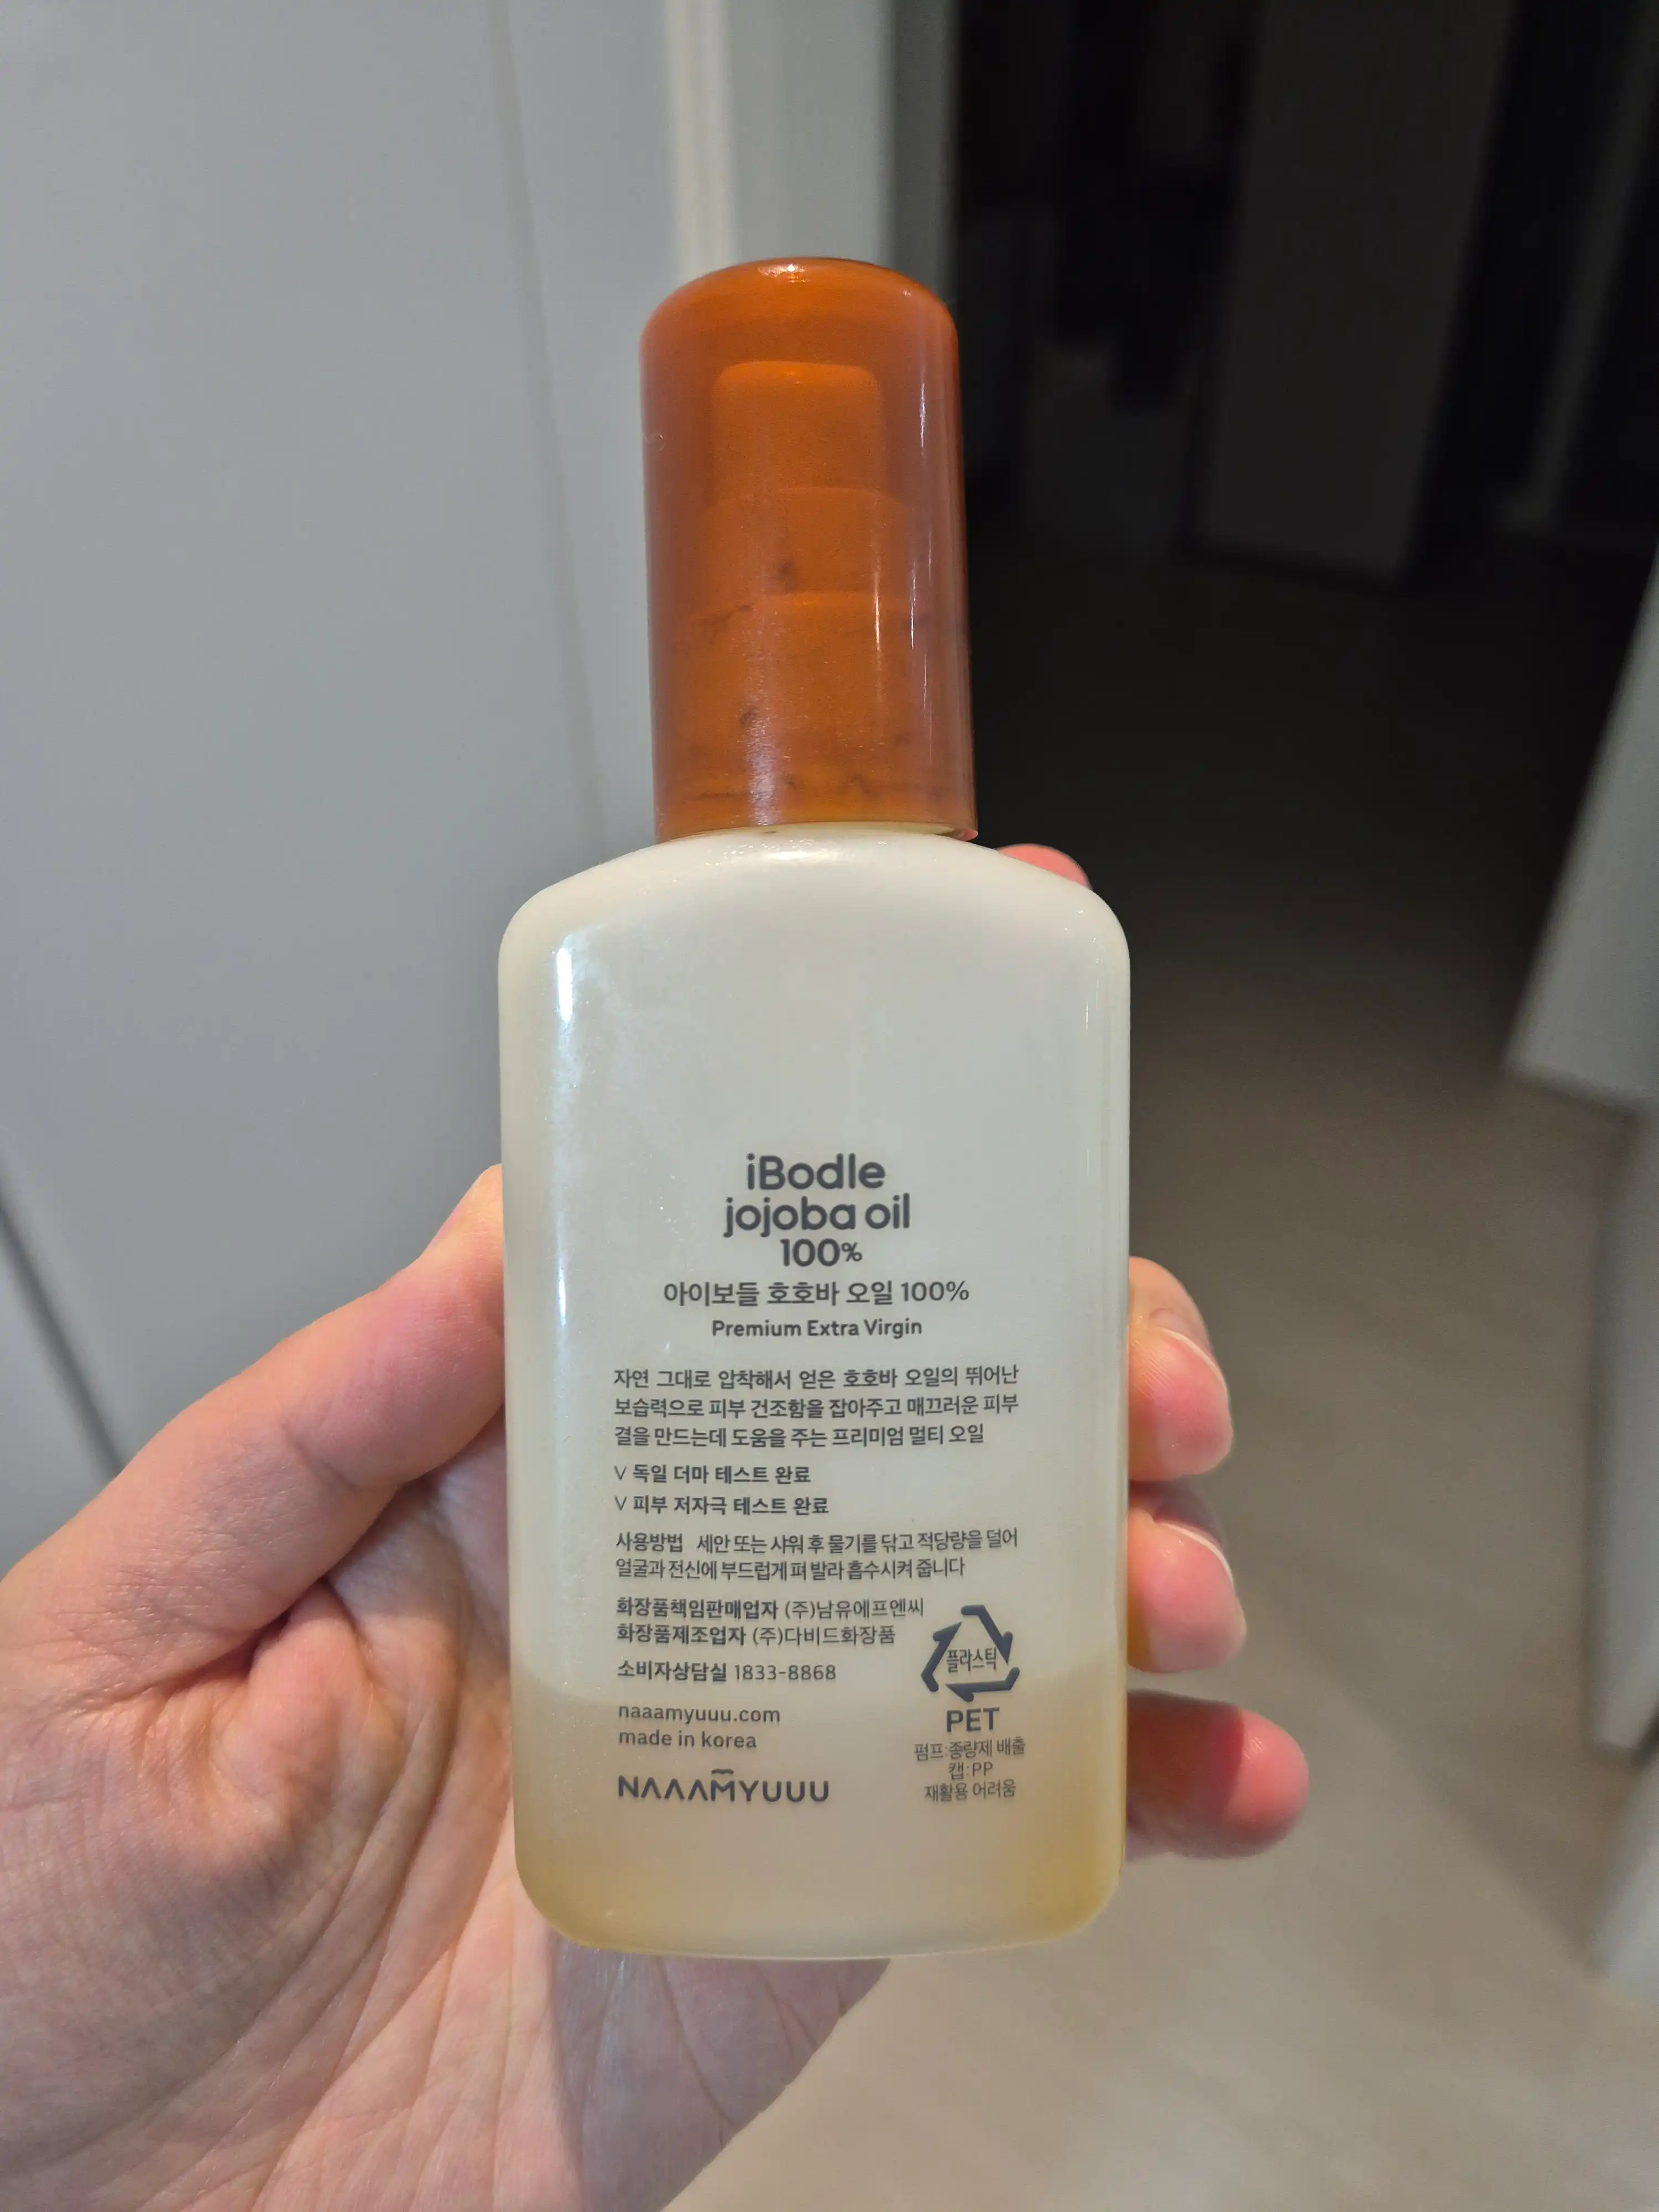 iBodle
jojoba oil
100%
아이보들 호호바 오일 100%
Premium Extra Virgin
자연 그대로 압착해서 얻은 호호바 오일의 뛰어난
보습력으로 피부 건조함을 잡아주고 매끄러운 피부
결을 만드는데 도움을 주는 프리미엄 멀티 오일
V 독일 더마 테스트 완료
V 피부 저자극 테스트 완료
사용방법 세안 또는 샤워 후 물기를 닦고 적당량을 덜어
얼굴과 전신에 부드럽게 펴 발라 흡수시켜 줍니다
화장품책임판매업자 (주)남유에프엔씨
화장품제조업자 (주)다비드화장품
소비자상담실 1833-8868
naaamyuuu.com
made in korea
NAAAMYUUU
플라스틱
PET
펌프:종량제 배출
캡:PP
재활용 어려움